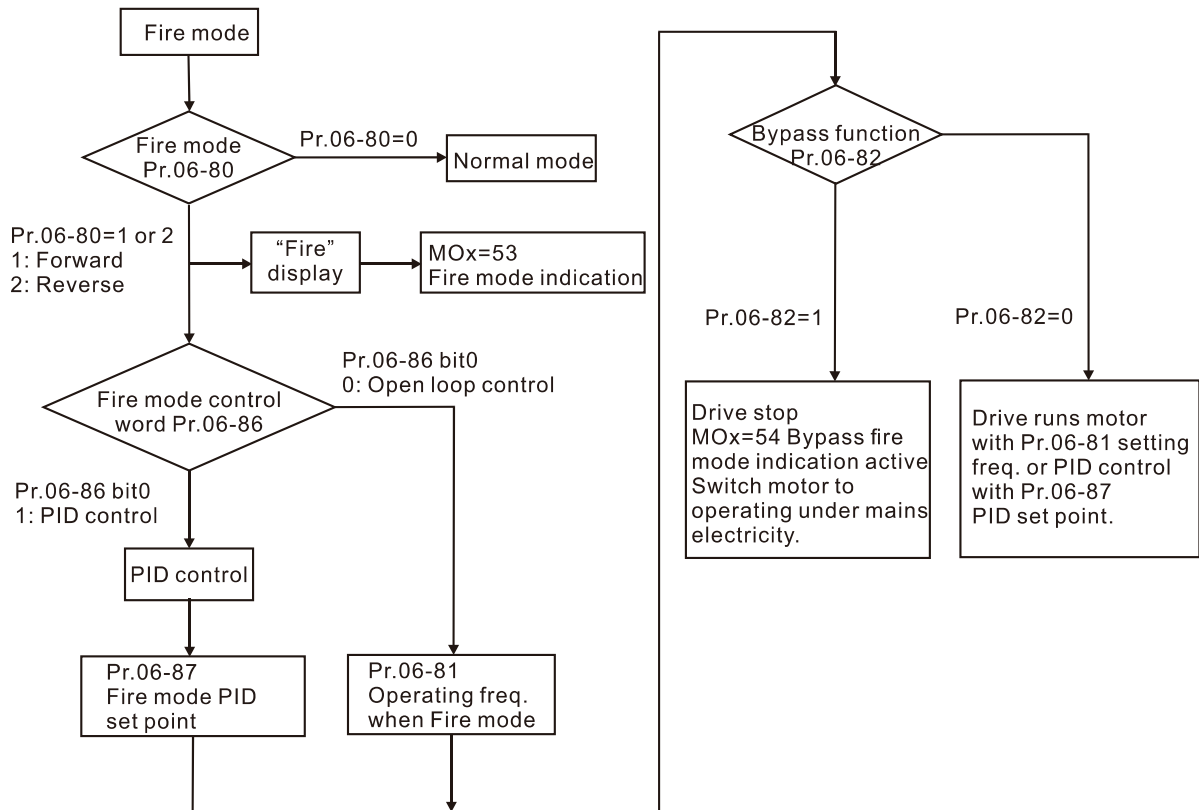 Fire mode
Fire mode
Pr.06-80
Pr.06-80=0
Normal mode
Pr.06-80=1 or 2
1: Forward
2: Reverse
“Fire”
display
MOx=53
Fire mode indication
Fire mode control
word Pr.06-86
Pr.06-86 bit0
0: Open loop control
Pr.06-86 bit0
1: PID control
PID control
Pr.06-87
Fire mode PID
set point
Pr.06-81
Operating freq.
when Fire mode
Bypass function
Pr.06-82
Pr.06-82=1
Pr.06-82=0
Drive stop
MOx=54 Bypass fire
mode indication active
Switch motor to
operating under mains
electricity.
Drive runs motor
with Pr.06-81 setting
freq. or PID control
with Pr.06-87
PID set point.